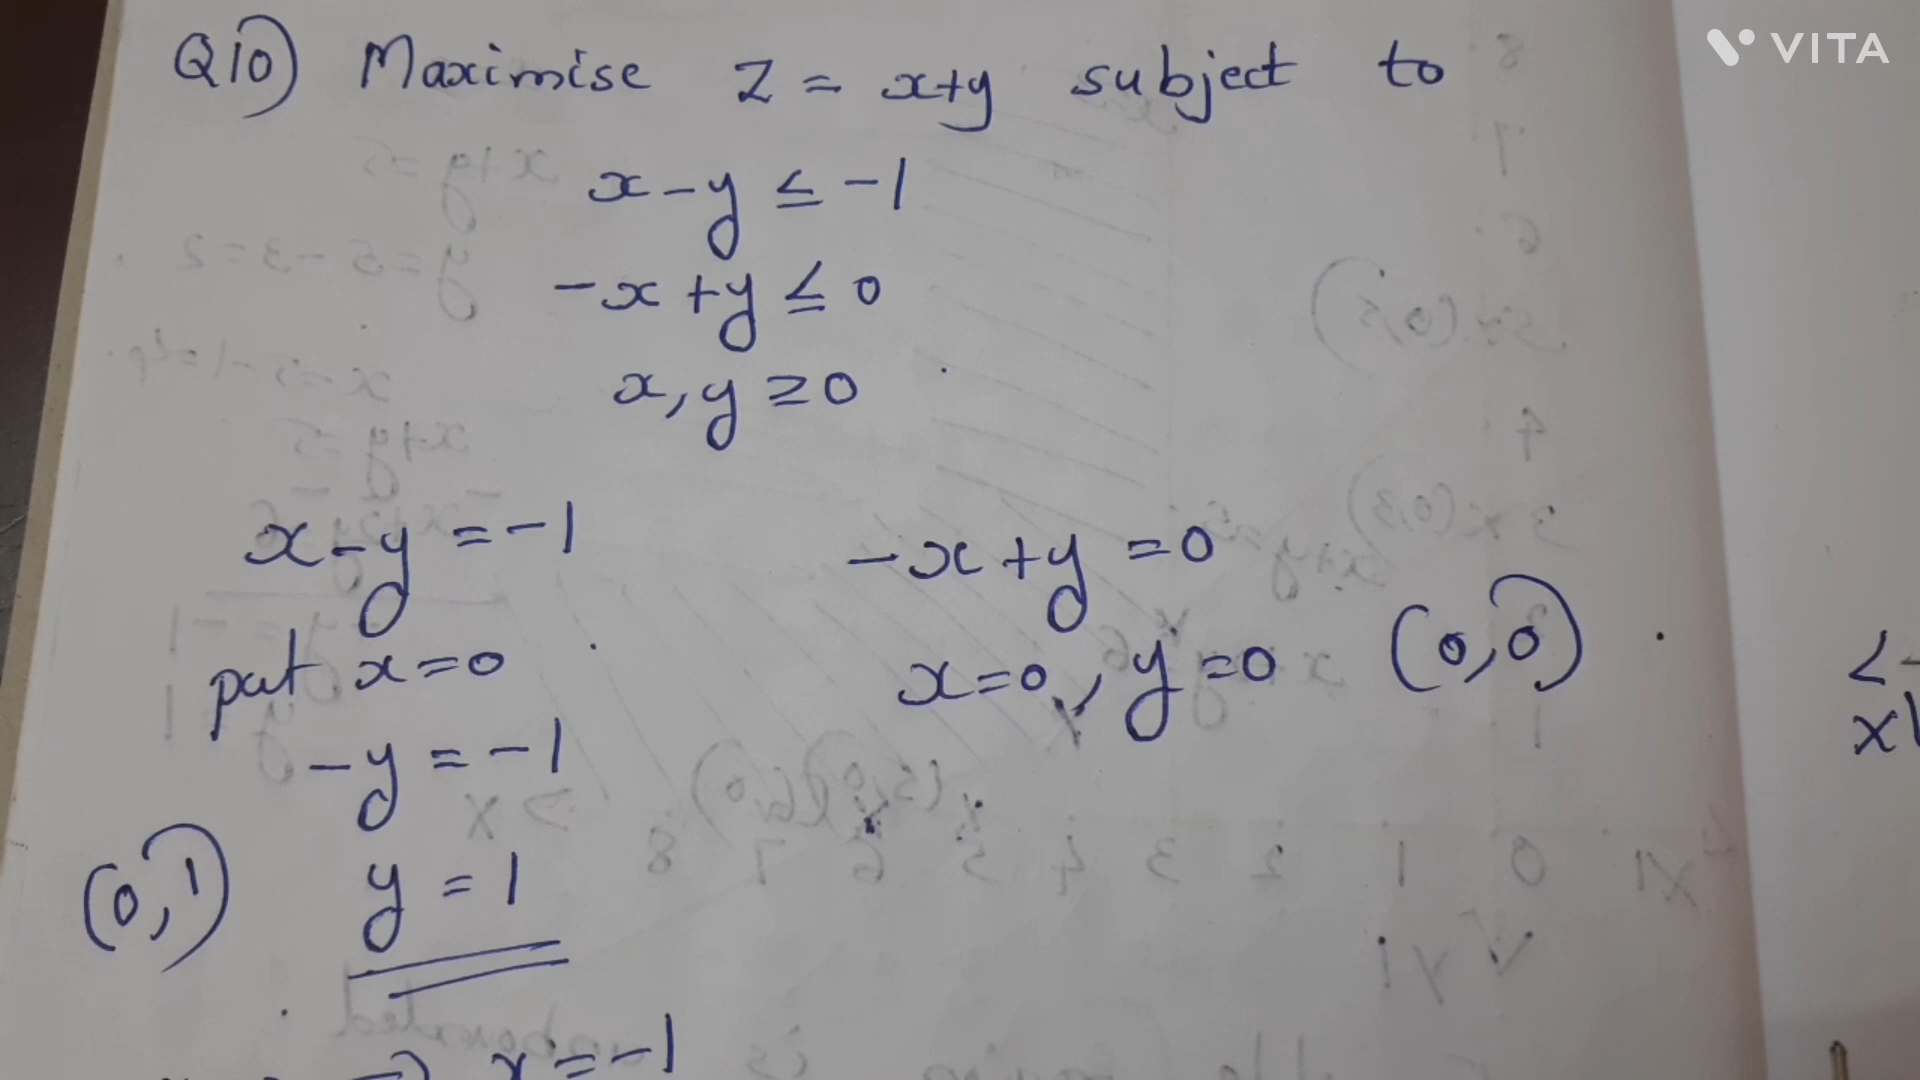 Q10) Maximise Z = x+y subject to
x-y ≤ -1
-x+y ≤ 0
x, y ≥ 0
x-y = -1
put x=0
-y = -1
y = 1
(0,1)
-x+y = 0
x=0, y=0 (0,0)
x=-1
VITA